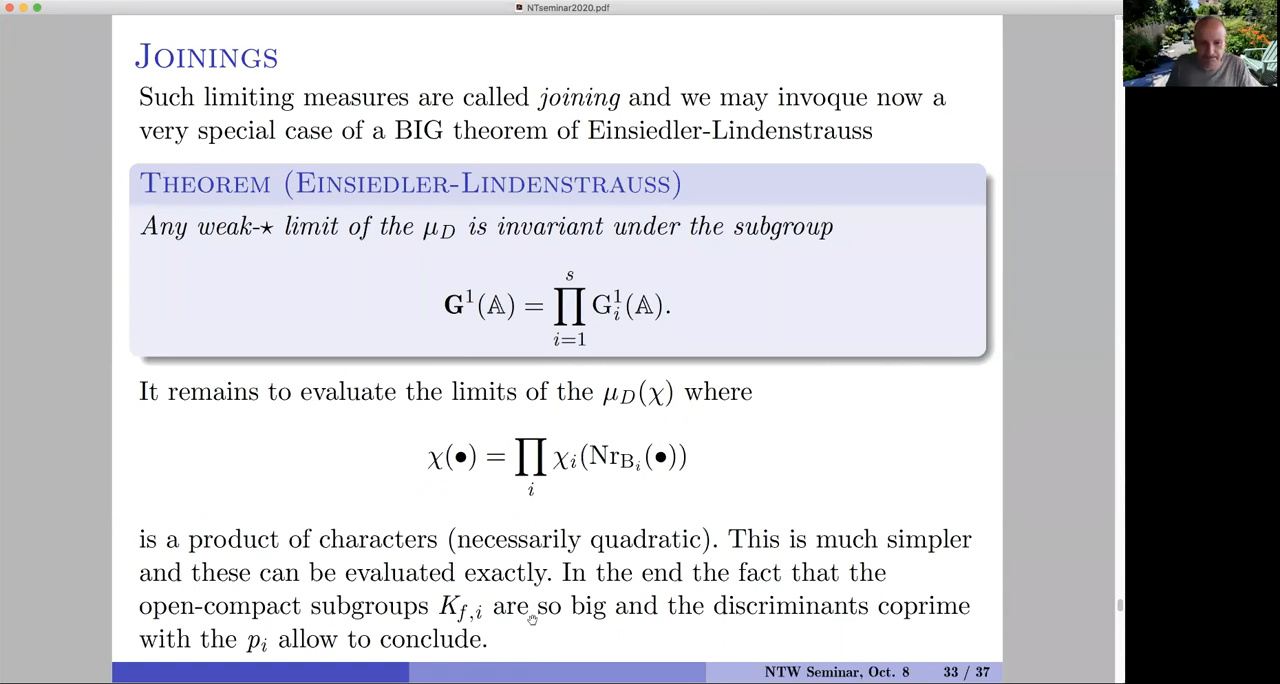 NTseminar2020.pdf
JOININGS
Such limiting measures are called joining and we may invoque now a
very special case of a BIG theorem of Einsiedler-Lindenstrauss
THEOREM (EINSIEDLER-LINDENSTRAUSS)
Any weak-⋆ limit of the μ_D is invariant under the subgroup
G¹(𝔸) = ∏_{i=1}^{s} G_i¹(𝔸).
It remains to evaluate the limits of the μ_D(χ) where
χ(•) = ∏_i χ_i(Nr_{B_i}(•))
is a product of characters (necessarily quadratic). This is much simpler
and these can be evaluated exactly. In the end the fact that the
open-compact subgroups K_{f,i} are so big and the discriminants coprime
with the p_i allow to conclude.
NTW Seminar, Oct. 8 33 / 37